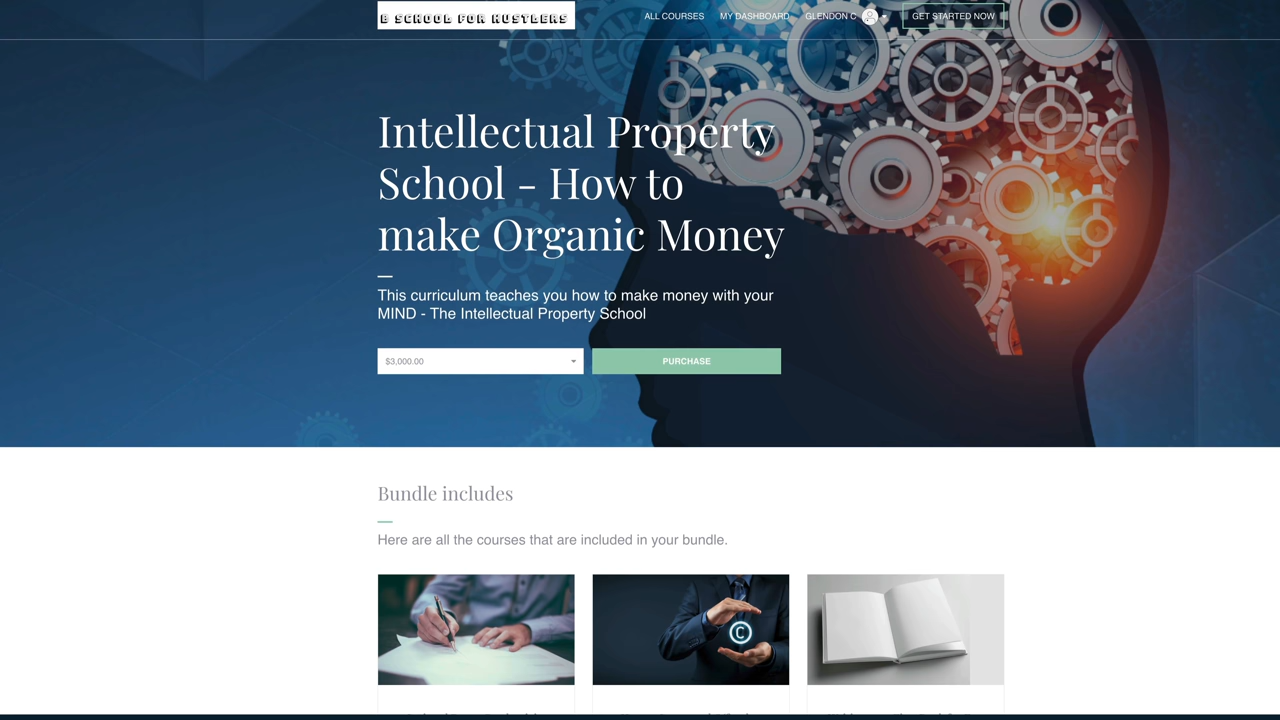 B SCHOOL FOR HUSTLERS
ALL COURSES
MY DASHBOARD
GLENDON C
GET STARTED NOW
Intellectual Property
School - How to
make Organic Money
This curriculum teaches you how to make money with your
MIND - The Intellectual Property School
$3,000.00
PURCHASE
Bundle includes
Here are all the courses that are included in your bundle.
C